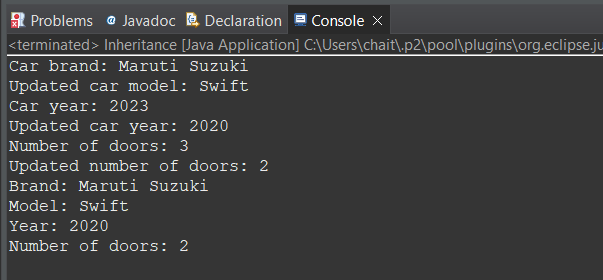 Problems @ Javadoc Declaration Console
<terminated> Inheritance [Java Application] C:\Users\chait\.p2\pool\plugins\org.eclipse.ju
Car brand: Maruti Suzuki
Updated car model: Swift
Car year: 2023
Updated car year: 2020
Number of doors: 3
Updated number of doors: 2
Brand: Maruti Suzuki
Model: Swift
Year: 2020
Number of doors: 2